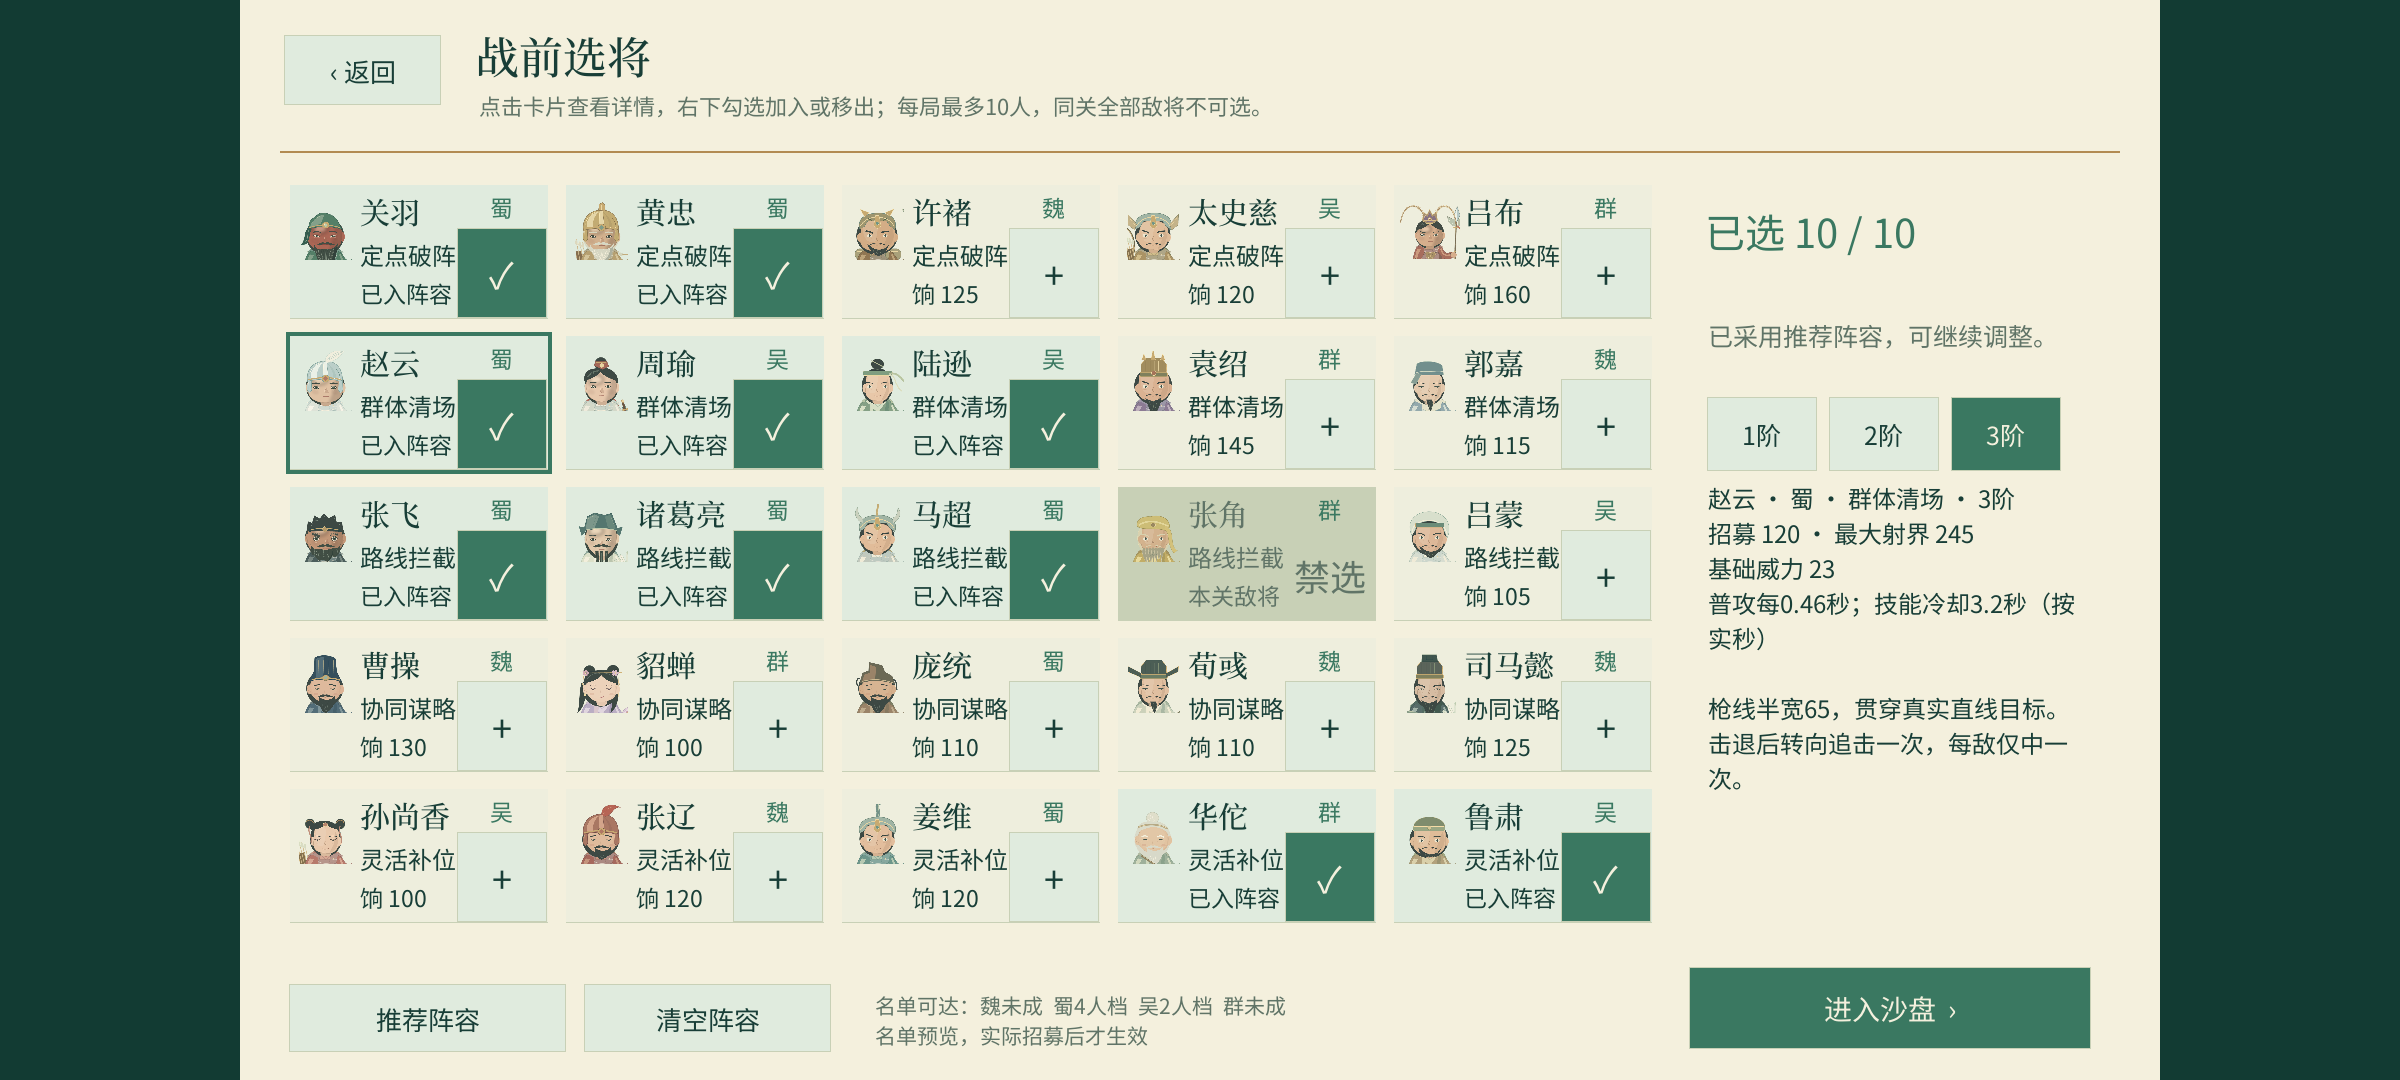 ‹ 返回
战前选将
点击卡片查看详情，右下勾选加入或移出；每局最多10人，同关全部敌将不可选。
关羽 蜀
定点破阵
已入阵容 ✓
黄忠 蜀
定点破阵
已入阵容 ✓
许褚 魏
定点破阵
饷 125 +
太史慈 吴
定点破阵
饷 120 +
吕布 群
定点破阵
饷 160 +
赵云 蜀
群体清场
已入阵容 ✓
周瑜 吴
群体清场
已入阵容 ✓
陆逊 吴
群体清场
已入阵容 ✓
袁绍 群
群体清场
饷 145 +
郭嘉 魏
群体清场
饷 115 +
张飞 蜀
路线拦截
已入阵容 ✓
诸葛亮 蜀
路线拦截
已入阵容 ✓
马超 蜀
路线拦截
已入阵容 ✓
张角 群
路线拦截
本关敌将 禁选
吕蒙 吴
路线拦截
饷 105 +
曹操 魏
协同谋略
饷 130 +
貂蝉 群
协同谋略
饷 100 +
庞统 蜀
协同谋略
饷 110 +
荀彧 魏
协同谋略
饷 110 +
司马懿 魏
协同谋略
饷 125 +
孙尚香 吴
灵活补位
饷 100 +
张辽 魏
灵活补位
饷 120 +
姜维 蜀
灵活补位
饷 120 +
华佗 群
灵活补位
已入阵容 ✓
鲁肃 吴
灵活补位
已入阵容 ✓
已选 10 / 10
已采用推荐阵容，可继续调整。
1阶 2阶 3阶
赵云 · 蜀 · 群体清场 · 3阶
招募 120 · 最大射界 245
基础威力 23
普攻每0.46秒；技能冷却3.2秒（按
实秒）
枪线半宽65，贯穿真实直线目标。
击退后转向追击一次，每敌仅中一
次。
推荐阵容
清空阵容
名单可达：魏未成 蜀4人档 吴2人档 群未成
名单预览，实际招募后才生效
进入沙盘 ›